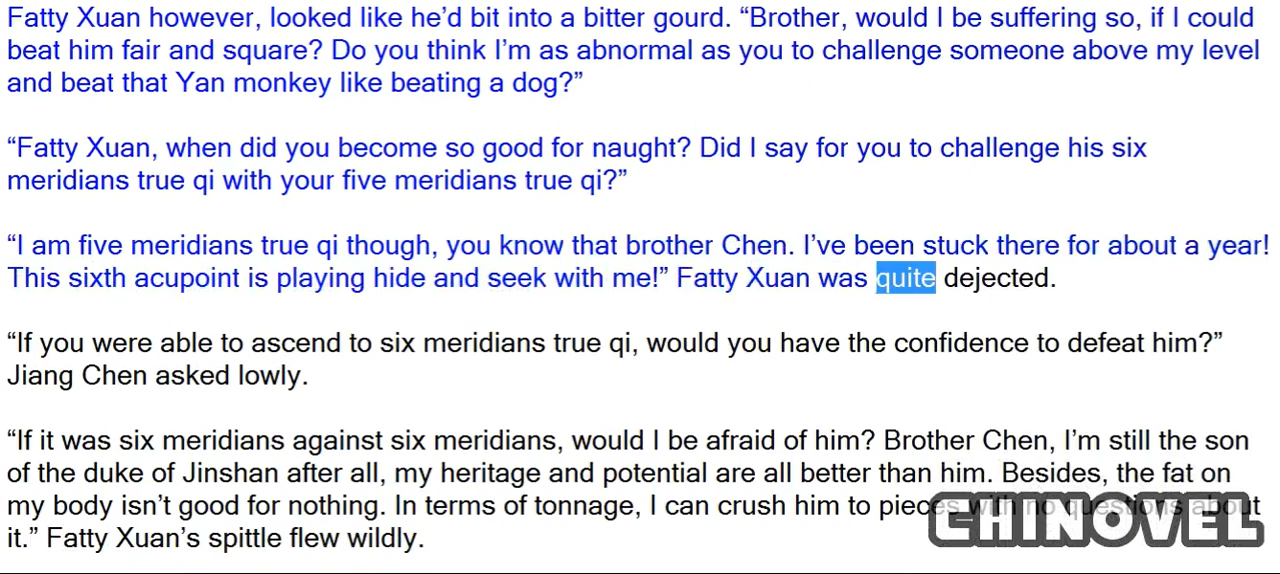 Fatty Xuan however, looked like he’d bit into a bitter gourd. “Brother, would I be suffering so, if I could
beat him fair and square? Do you think I’m as abnormal as you to challenge someone above my level
and beat that Yan monkey like beating a dog?”
“Fatty Xuan, when did you become so good for naught? Did I say for you to challenge his six
meridians true qi with your five meridians true qi?”
“I am five meridians true qi though, you know that brother Chen. I’ve been stuck there for about a year!
This sixth acupoint is playing hide and seek with me!” Fatty Xuan was quite dejected.
“If you were able to ascend to six meridians true qi, would you have the confidence to defeat him?”
Jiang Chen asked lowly.
“If it was six meridians against six meridians, would I be afraid of him? Brother Chen, I’m still the son
of the duke of Jinshan after all, my heritage and potential are all better than him. Besides, the fat on
my body isn’t good for nothing. In terms of tonnage, I can crush him to pieces with no questions about
it.” Fatty Xuan’s spittle flew wildly.
CHINOVEL